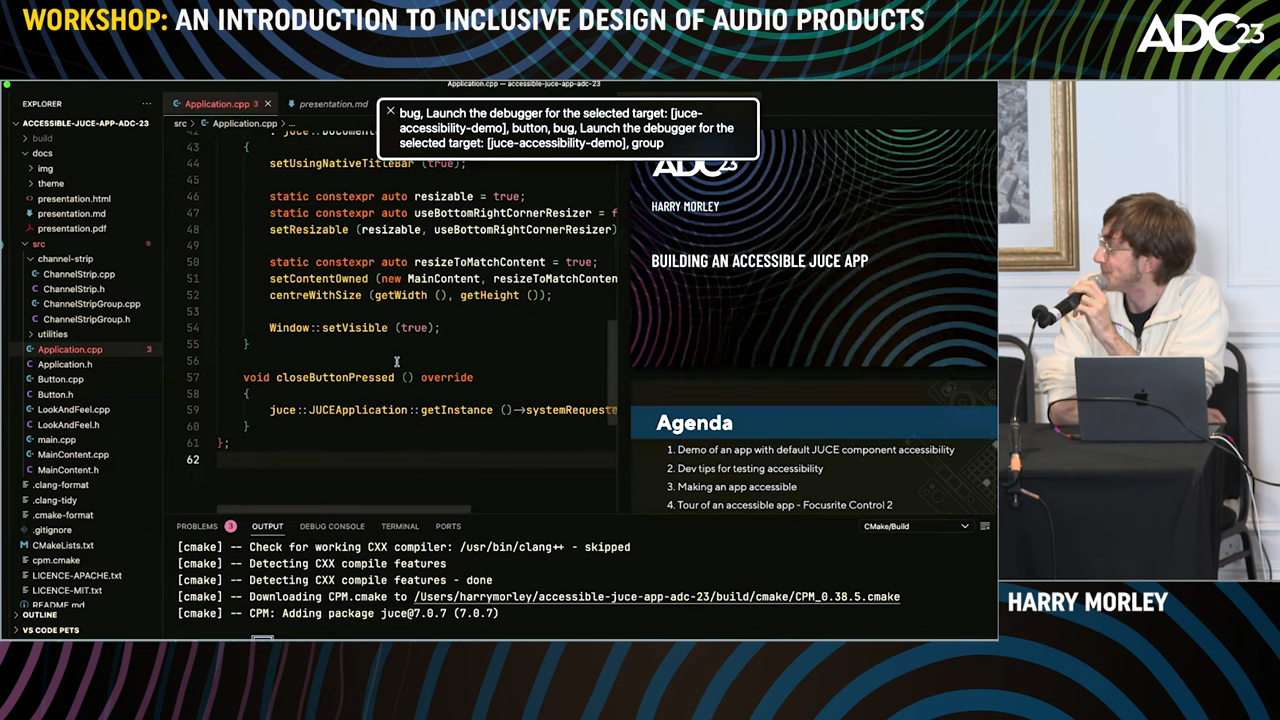 WORKSHOP: AN INTRODUCTION TO INCLUSIVE DESIGN OF AUDIO PRODUCTS
ADC23
Application.cpp — accessible-juce-app-adc-23
EXPLORER
ACCESSIBLE-JUCE-APP-ADC-23
build
docs
img
theme
presentation.html
presentation.md
presentation.pdf
src
channel-strip
ChannelStrip.cpp
ChannelStrip.h
ChannelStripGroup.cpp
ChannelStripGroup.h
utilities
Application.cpp 3
Application.h
Button.cpp
Button.h
LookAndFeel.cpp
LookAndFeel.h
main.cpp
MainContent.cpp
MainContent.h
.clang-format
.clang-tidy
.cmake-format
.gitignore
CMakeLists.txt
cpm.cmake
LICENCE-APACHE.txt
LICENCE-MIT.txt
README.md
OUTLINE
VS CODE PETS
Application.cpp 3
presentation.md
src > Application.cpp > ...
bug, Launch the debugger for the selected target: [juce-
accessibility-demo], button, bug, Launch the debugger for the
selected target: [juce-accessibility-demo], group
43 {
44 setUsingNativeTitleBar (true);
45
46 static constexpr auto resizable = true;
47 static constexpr auto useBottomRightCornerResizer = f
48 setResizable (resizable, useBottomRightCornerResizer)
49
50 static constexpr auto resizeToMatchContent = true;
51 setContentOwned (new MainContent, resizeToMatchConten
52 centreWithSize (getWidth (), getHeight ());
53
54 Window::setVisible (true);
55 }
56
57 void closeButtonPressed () override
58 {
59 juce::JUCEApplication::getInstance ()->systemRequeste
60 }
61 };
62
ADC23
HARRY MORLEY
BUILDING AN ACCESSIBLE JUCE APP
Agenda
1. Demo of an app with default JUCE component accessibility
2. Dev tips for testing accessibility
3. Making an app accessible
4. Tour of an accessible app - Focusrite Control 2
PROBLEMS 3 OUTPUT DEBUG CONSOLE TERMINAL PORTS CMake/Build
[cmake] -- Check for working CXX compiler: /usr/bin/clang++ - skipped
[cmake] -- Detecting CXX compile features
[cmake] -- Detecting CXX compile features - done
[cmake] -- Downloading CPM.cmake to /Users/harrymorley/accessible-juce-app-adc-23/build/cmake/CPM_0.38.5.cmake
[cmake] -- CPM: Adding package juce@7.0.7 (7.0.7)
HARRY MORLEY